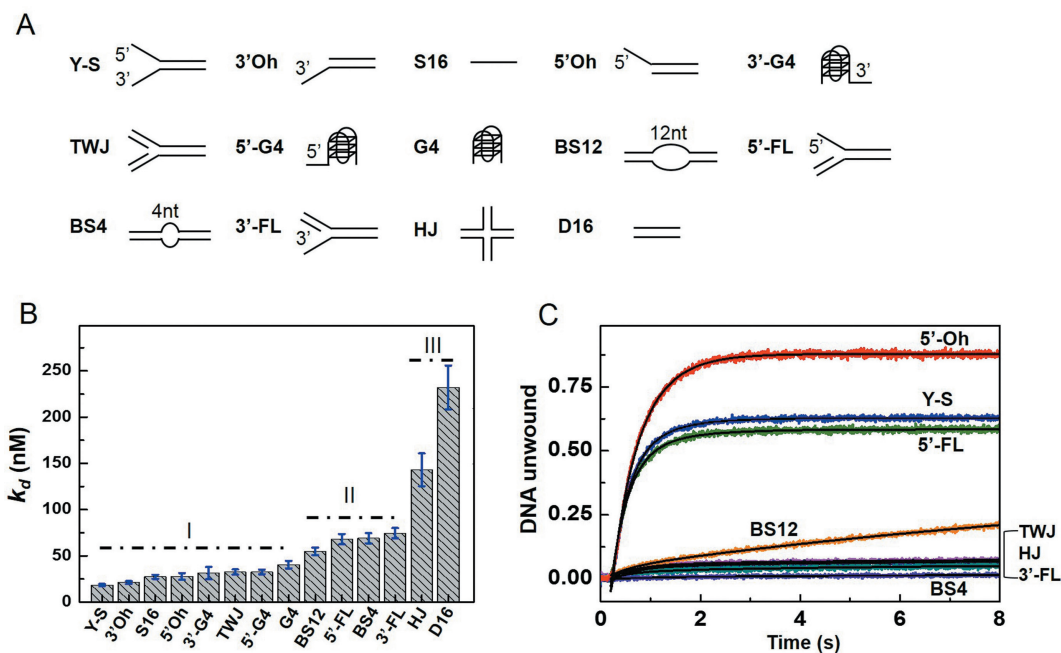 A
Y-S 5’ 3’ 3’Oh 3’ S16 5’Oh 5’ 3’-G4 3’
TWJ 5’-G4 5’ G4 BS12 12nt 5’-FL 5’
BS4 4nt 3’-FL 3’ HJ D16
B
300
250
200
150
100
50
0
k_d (nM)
I
II
III
Y-S
3’Oh
S16
5’Oh
3’-G4
TWJ
5’-G4
G4
BS12
5’-FL
BS4
3’-FL
HJ
D16
C
DNA unwound
0.75
0.50
0.25
0.00
5’-Oh
Y-S
5’-FL
BS12
TWJ
HJ
3’-FL
BS4
0 2 4 6 8
Time (s)